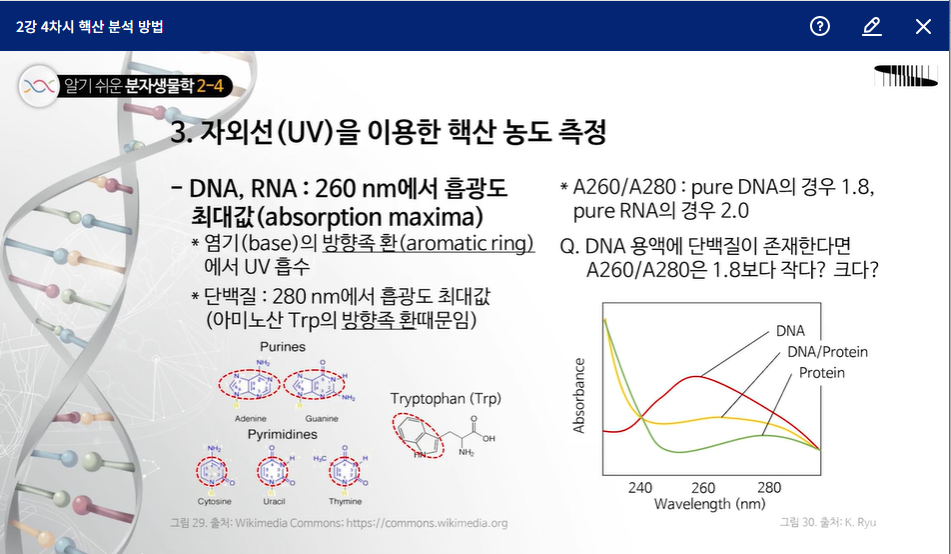 2강 4차시 핵산 분석 방법
알기 쉬운 분자생물학 2-4
3. 자외선(UV)을 이용한 핵산 농도 측정
- DNA, RNA : 260 nm에서 흡광도
최대값(absorption maxima)
* 염기(base)의 방향족 환(aromatic ring)
에서 UV 흡수
* 단백질 : 280 nm에서 흡광도 최대값
(아미노산 Trp의 방향족 환때문임)
Purines
NH₂
O
H
NH₂
Adenine
Guanine
Pyrimidines
NH₂
O
O
H
H₃C
H
O
O
O
Cytosine
Uracil
Thymine
Tryptophan (Trp)
O
OH
NH₂
HN
그림 29. 출처: Wikimedia Commons: https://commons.wikimedia.org
* A260/A280 : pure DNA의 경우 1.8,
pure RNA의 경우 2.0
Q. DNA 용액에 단백질이 존재한다면
A260/A280은 1.8보다 작다? 크다?
DNA
DNA/Protein
Protein
Absorbance
240 260 280
Wavelength (nm)
그림 30. 출처: K. Ryu